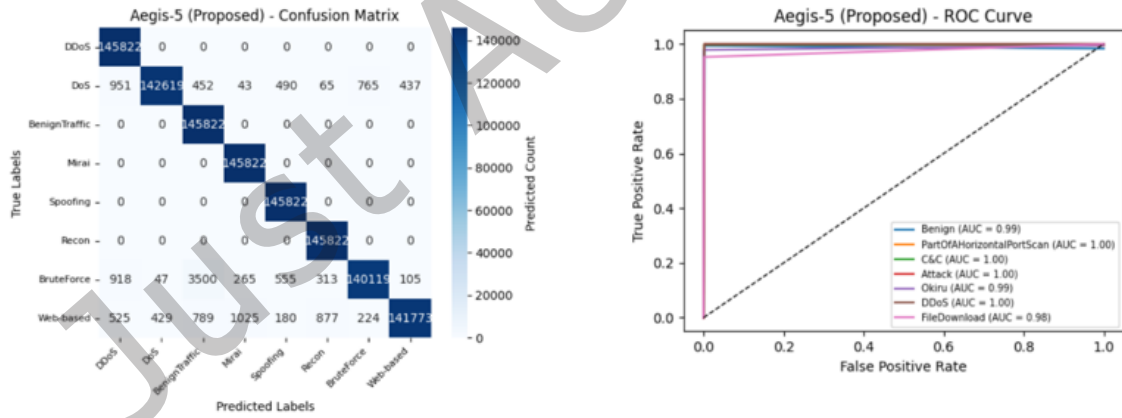 Aegis-5 (Proposed) - Confusion Matrix
DDoS 145822 0 0 0 0 0 0 0
DoS 951 142619 452 43 490 65 765 437
BenignTraffic 0 0 145822 0 0 0 0 0
Mirai 0 0 0 145822 0 0 0 0
Spoofing 0 0 0 0 145822 0 0 0
Recon 0 0 0 0 0 145822 0 0
BruteForce 918 47 3500 265 555 313 140119 105
Web-based 525 429 789 1025 180 877 224 141773
True Labels
DDoS DoS BenignTraffic Mirai Spoofing Recon BruteForce Web-based
Predicted Labels
140000
120000
100000
80000
60000
40000
20000
0
Predicted Count
Aegis-5 (Proposed) - ROC Curve
True Positive Rate
1.0
0.8
0.6
0.4
0.2
0.0
Benign (AUC = 0.99)
PartOfAHorizontalPortScan (AUC = 1.00)
C&C (AUC = 1.00)
Attack (AUC = 1.00)
Okiru (AUC = 0.99)
DDoS (AUC = 1.00)
FileDownload (AUC = 0.98)
0.0 0.2 0.4 0.6 0.8 1.0
False Positive Rate
Just